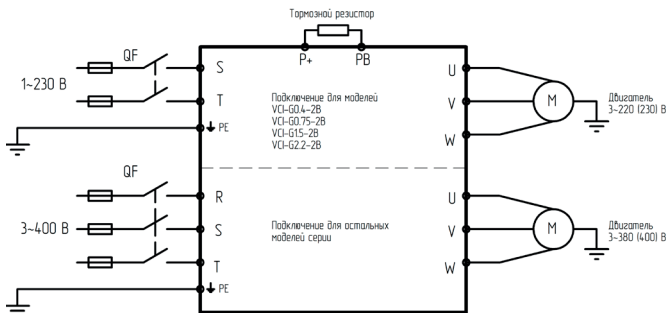 Тормозной резистор
P+
PB
QF
1~230 В
S
T
PE
Подключение для моделей
VCI-G0.4-2B
VCI-G0.75-2B
VCI-G1.5-2B
VCI-G2.2-2B
U
V
W
M
Двигатель
3~220 (230) В
QF
3~400 В
R
S
T
PE
Подключение для остальных
моделей серии
U
V
W
M
Двигатель
3~380 (400) В